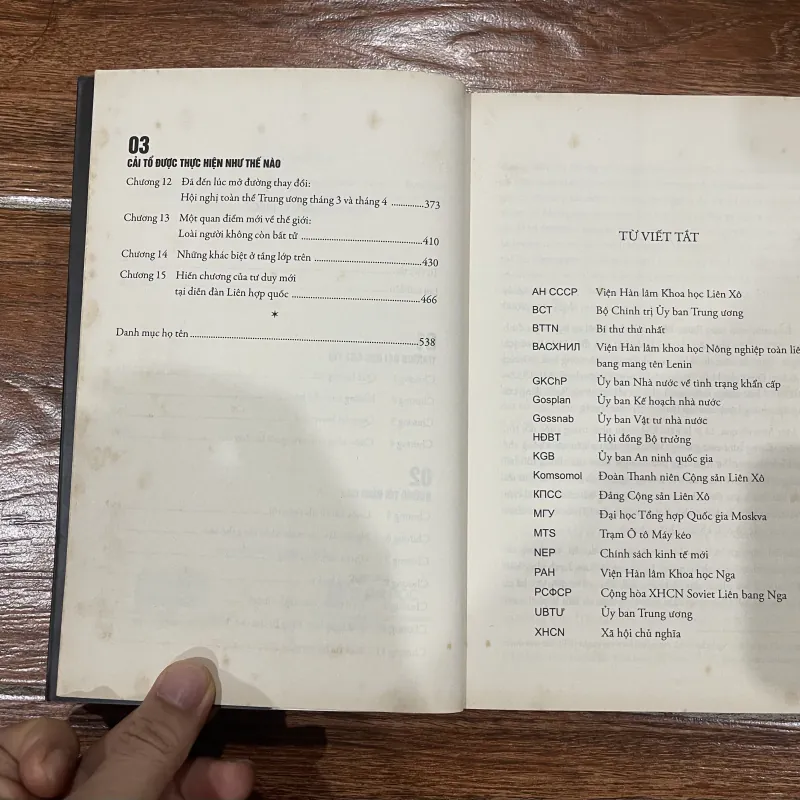 03
CẢI TỔ ĐƯỢC THỰC HIỆN NHƯ THẾ NÀO
Chương 12 Đã đến lúc mở đường thay đổi:
Hội nghị toàn thể Trung ương tháng 3 và tháng 4 ............373
Chương 13 Một quan điểm mới về thế giới:
Loài người không còn bất tử ............410
Chương 14 Những khác biệt ở tầng lớp trên ............430
Chương 15 Hiến chương của tư duy mới
tại diễn đàn Liên hợp quốc ............466
*
Danh mục họ tên ............538
TỪ VIẾT TẮT
АН СССР Viện Hàn lâm Khoa học Liên Xô
BCT Bộ Chính trị Ủy ban Trung ương
BTTN Bí thư thứ nhất
ВАСХНИЛ Viện Hàn lâm khoa học Nông nghiệp toàn liê
bang mang tên Lenin
GKChP Ủy ban Nhà nước về tình trạng khẩn cấp
Gosplan Ủy ban Kế hoạch nhà nước
Gossnab Ủy ban Vật tư nhà nước
HĐBT Hội đồng Bộ trưởng
KGB Ủy ban An ninh quốc gia
Komsomol Đoàn Thanh niên Cộng sản Liên Xô
КПСС Đảng Cộng sản Liên Xô
МГУ Đại học Tổng hợp Quốc gia Moskva
MTS Trạm Ô tô Máy kéo
NEP Chính sách kinh tế mới
РАН Viện Hàn lâm Khoa học Nga
РСФСР Cộng hòa XHCN Soviet Liên bang Nga
UBTƯ Ủy ban Trung ương
XHCN Xã hội chủ nghĩa